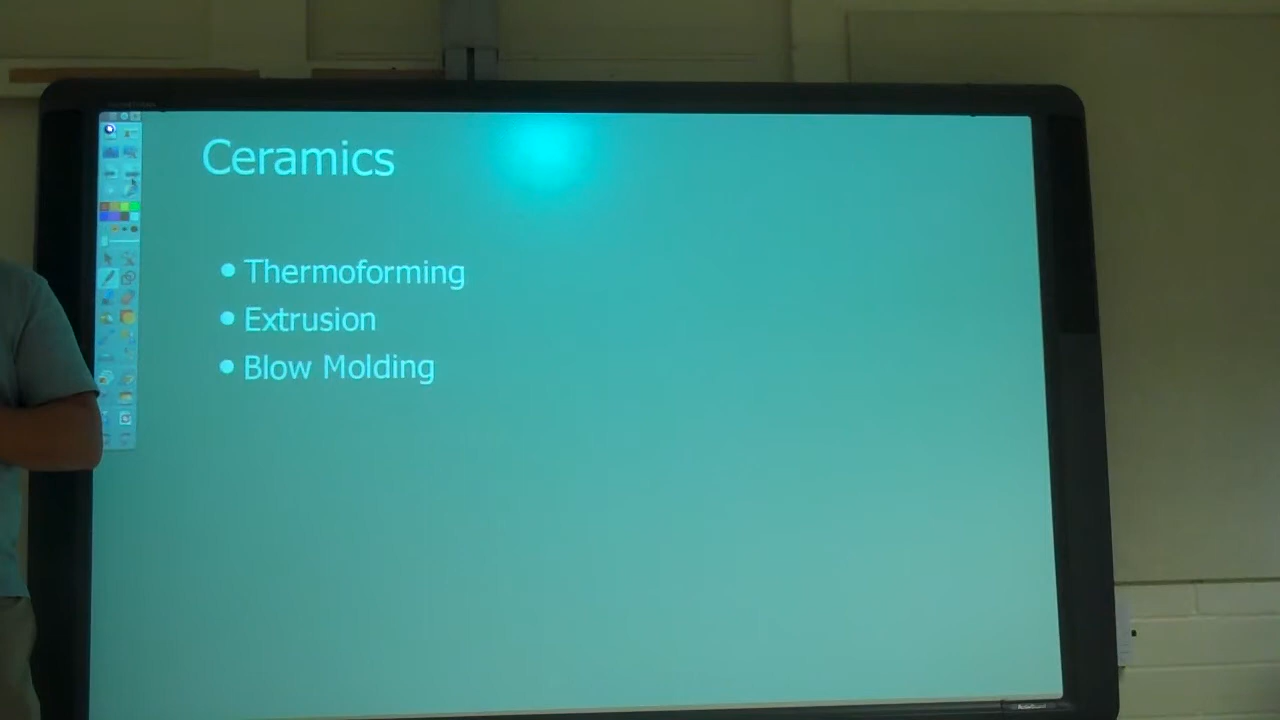 Ceramics
• Thermoforming
• Extrusion
• Blow Molding